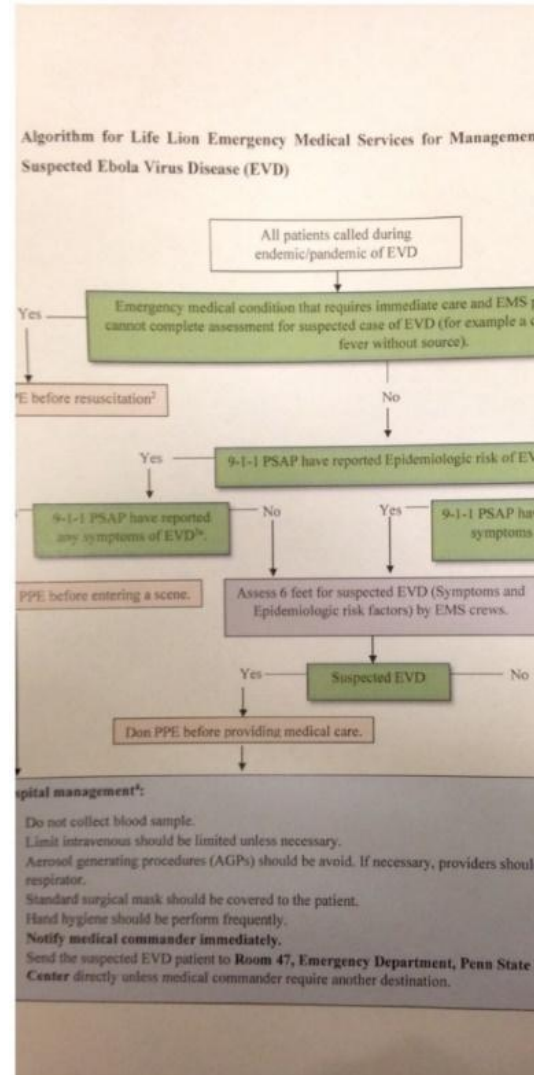 Algorithm for Life Lion Emergency Medical Services for Managemen
Suspected Ebola Virus Disease (EVD)
All patients called during
endemic/pandemic of EVD
Emergency medical condition that requires immediate care and EMS p
cannot complete assessment for suspected case of EVD (for example a c
fever without source).
Yes
PE before resuscitation²
No
9-1-1 PSAP have reported Epidemiologic risk of EV
Yes
9-1-1 PSAP have reported
any symptoms of EVD
No
Yes
9-1-1 PSAP hav
symptoms
PPE before entering a scene.
Assess 6 feet for suspected EVD (Symptoms and
Epidemiologic risk factors) by EMS crews.
Yes
Suspected EVD
No
Don PPE before providing medical care.
spital management⁴:
Do not collect blood sample.
Limit intravenous should be limited unless necessary.
Aerosol generating procedures (AGPs) should be avoid. If necessary, providers shoul
respirator.
Standard surgical mask should be covered to the patient.
Hand hygiene should be perform frequently.
Notify medical commander immediately.
Send the suspected EVD patient to Room 47, Emergency Department, Penn State
Center directly unless medical commander require another destination.